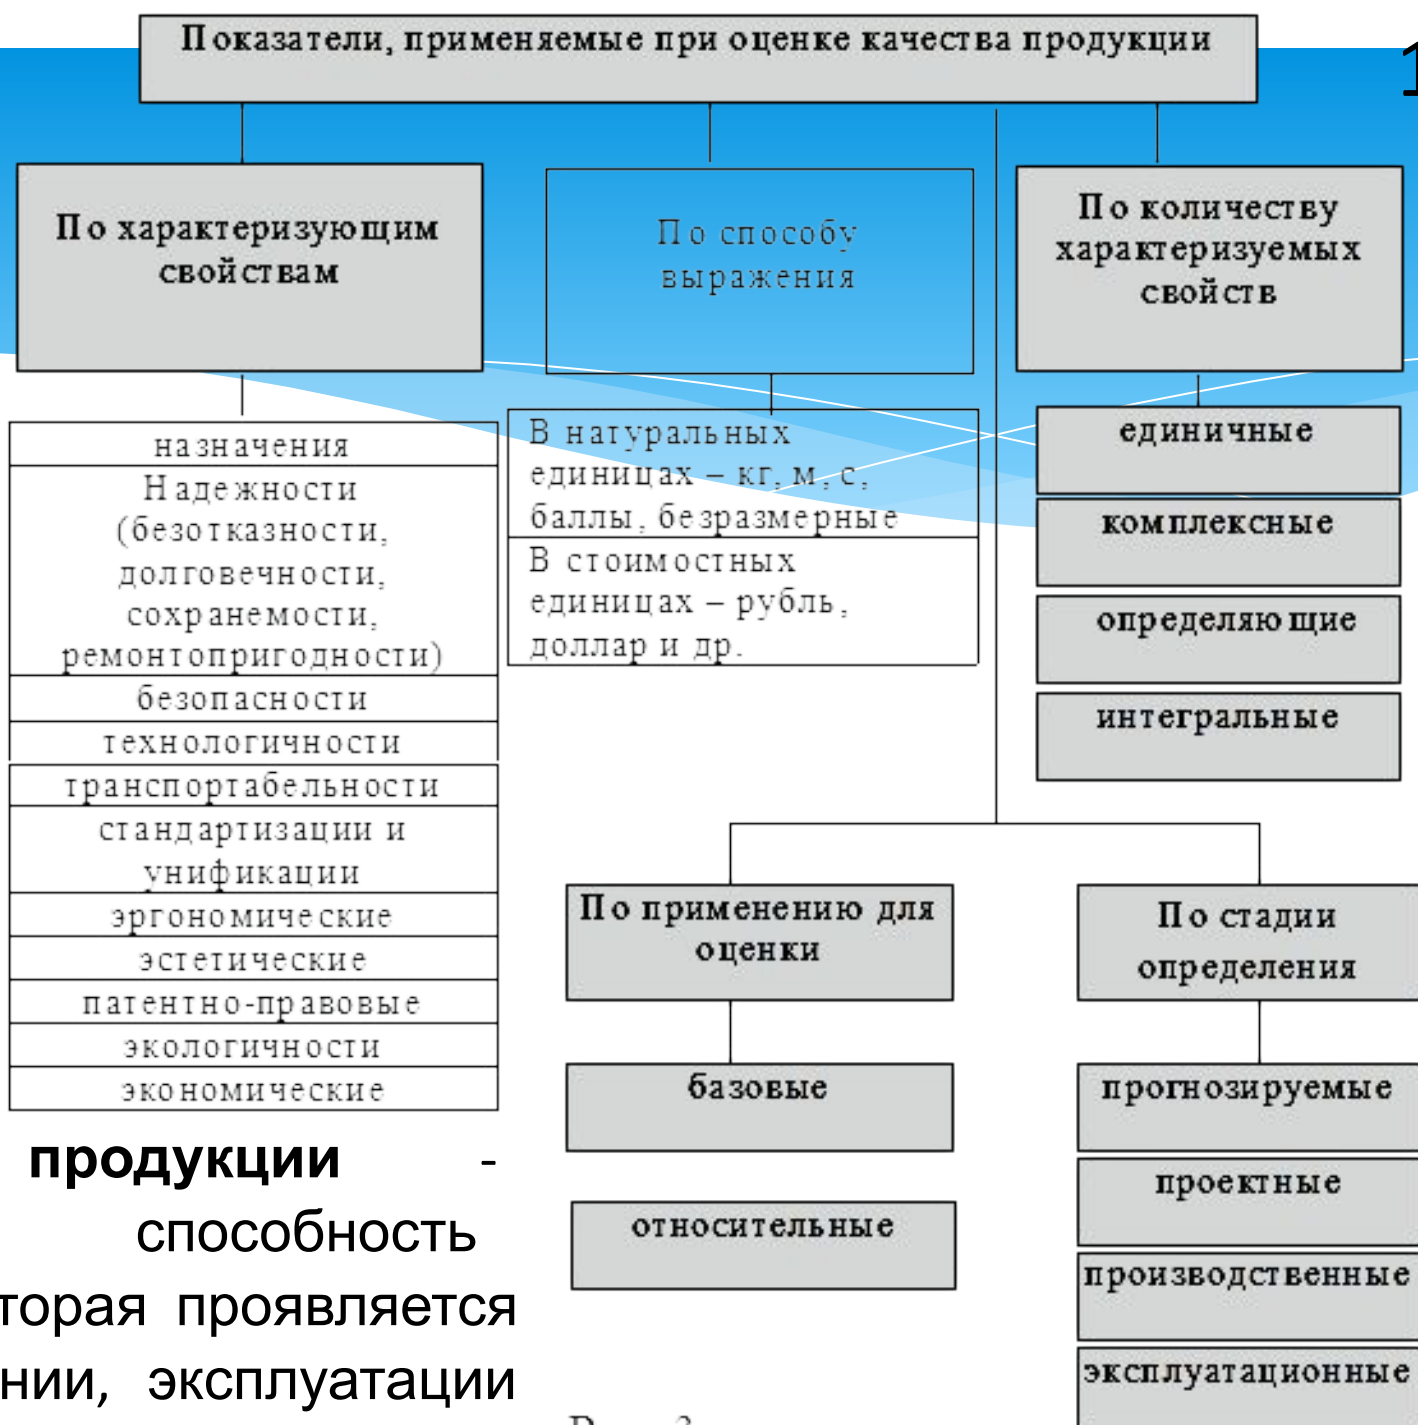 Показатели, применяемые при оценке качества продукции
1
По характеризующим
свойствам
По способу
выражения
По количеству
характеризуемых
свойств
назначения
Надежности
(безотказности,
долговечности,
сохранемости,
ремонтопригодности)
безопасности
технологичности
транспортабельности
стандартизации и
унификации
эргономические
эстетические
патентно-правовые
экологичности
экономические
В натуральных
единицах – кг, м, с,
баллы, безразмерные
В стоимостных
единицах – рубль,
доллар и др.
единичные
комплексные
определяющие
интегральные
По применению для
оценки
базовые
относительные
По стадии
определения
прогнозируемые
проектные
производственные
эксплуатационные
продукции -
способность
торая проявляется
нии, эксплуатации